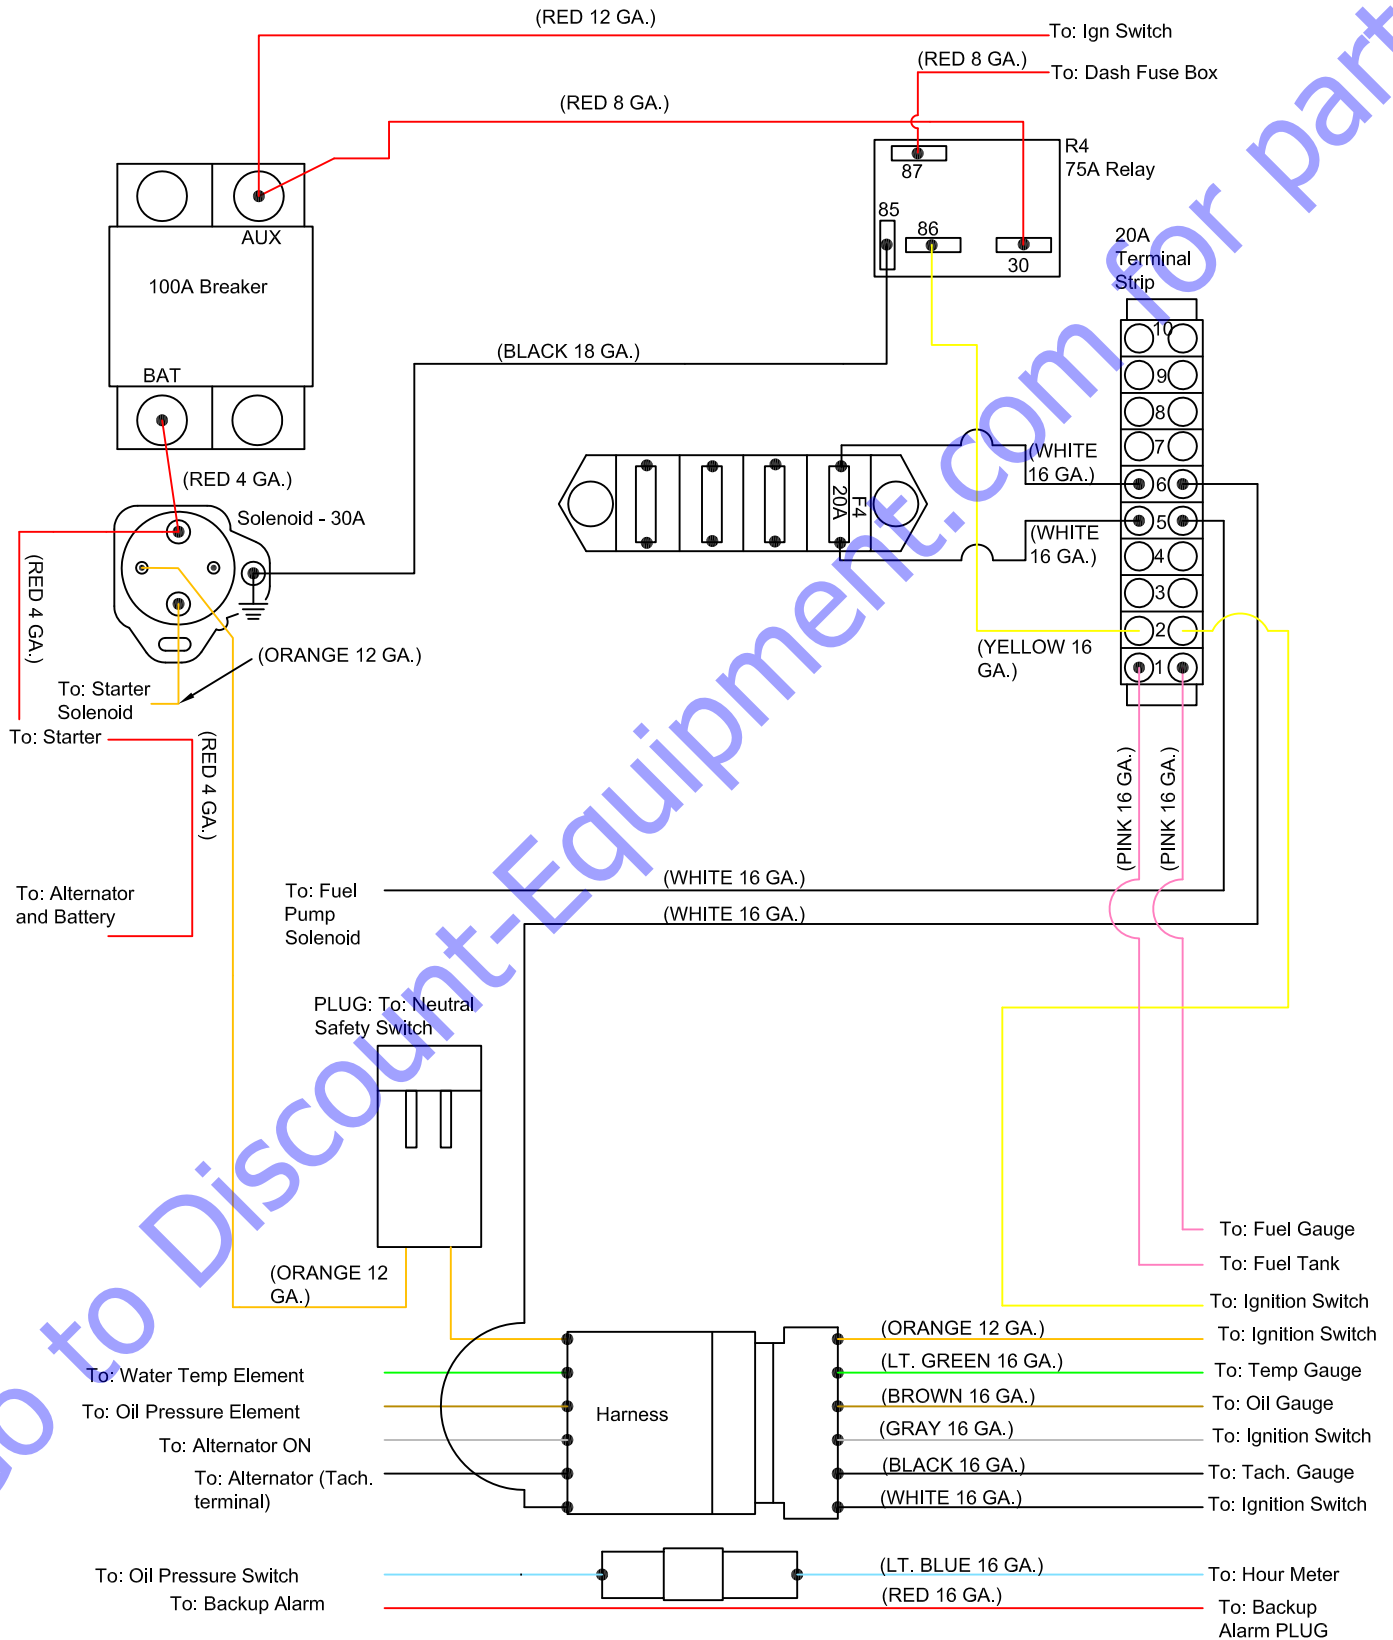 (RED 12 GA.)
To: Ign Switch
(RED 8 GA.)
To: Dash Fuse Box
(RED 8 GA.)
R4
75A Relay
87
85
86
30
AUX
100A Breaker
BAT
20A
Terminal
Strip
10
9
8
7
6
5
4
3
2
1
(BLACK 18 GA.)
(RED 4 GA.)
Solenoid - 30A
F4
20A
(WHITE
16 GA.)
(WHITE
16 GA.)
(RED 4 GA.)
(ORANGE 12 GA.)
(YELLOW 16
GA.)
To: Starter
Solenoid
To: Starter
(RED 4 GA.)
(PINK 16 GA.)
(PINK 16 GA.)
To: Alternator
and Battery
To: Fuel
Pump
Solenoid
(WHITE 16 GA.)
(WHITE 16 GA.)
PLUG: To: Neutral
Safety Switch
(ORANGE 12
GA.)
To: Fuel Gauge
To: Fuel Tank
To: Ignition Switch
(ORANGE 12 GA.)
To: Ignition Switch
To: Water Temp Element
(LT. GREEN 16 GA.)
To: Temp Gauge
To: Oil Pressure Element
Harness
(BROWN 16 GA.)
To: Oil Gauge
To: Alternator ON
(GRAY 16 GA.)
To: Ignition Switch
To: Alternator (Tach.
terminal)
(BLACK 16 GA.)
To: Tach. Gauge
(WHITE 16 GA.)
To: Ignition Switch
To: Oil Pressure Switch
(LT. BLUE 16 GA.)
To: Hour Meter
To: Backup Alarm
(RED 16 GA.)
To: Backup
Alarm PLUG
to Discount-Equipment.com for part